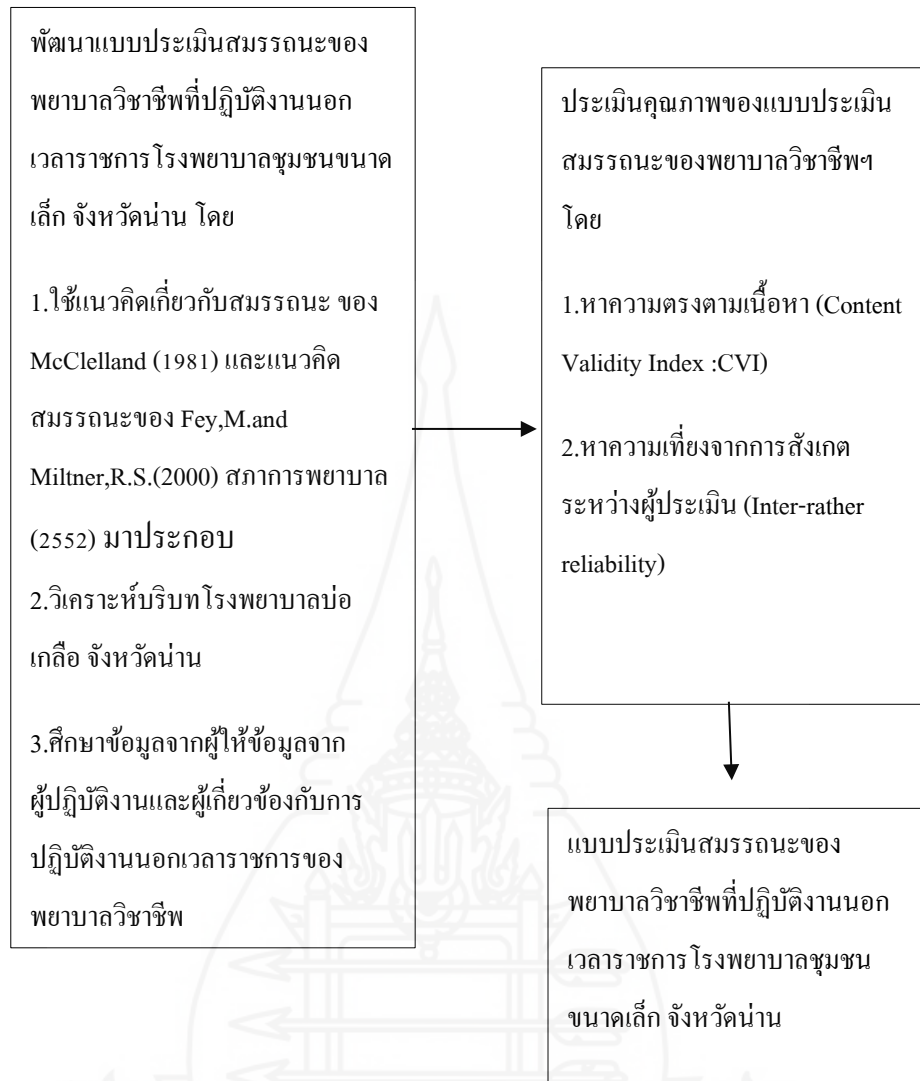 พัฒนาแบบประเมินสมรรถนะของ
พยาบาลวิชาชีพที่ปฏิบัติงานนอก
เวลาราชการโรงพยาบาลชุมชนขนาด
เล็ก จังหวัดน่าน โดย
1.ใช้แนวคิดเกี่ยวกับสมรรถนะ ของ
McClelland (1981) และแนวคิด
สมรรถนะของ Fey,M.and
Miltner,R.S.(2000) สภาการพยาบาล
(2552) มาประกอบ
2.วิเคราะห์บริบทโรงพยาบาลบ่อ
เกลือ จังหวัดน่าน
3.ศึกษาข้อมูลจากผู้ให้ข้อมูลจาก
ผู้ปฏิบัติงานและผู้เกี่ยวข้องกับการ
ปฏิบัติงานนอกเวลาราชการของ
พยาบาลวิชาชีพ
ประเมินคุณภาพของแบบประเมิน
สมรรถนะของพยาบาลวิชาชีพฯ
โดย
1.หาความตรงตามเนื้อหา (Content
Validity Index :CVI)
2.หาความเที่ยงจากการสังเกต
ระหว่างผู้ประเมิน (Inter-rather
reliability)
แบบประเมินสมรรถนะของ
พยาบาลวิชาชีพที่ปฏิบัติงานนอก
เวลาราชการโรงพยาบาลชุมชน
ขนาดเล็ก จังหวัดน่าน